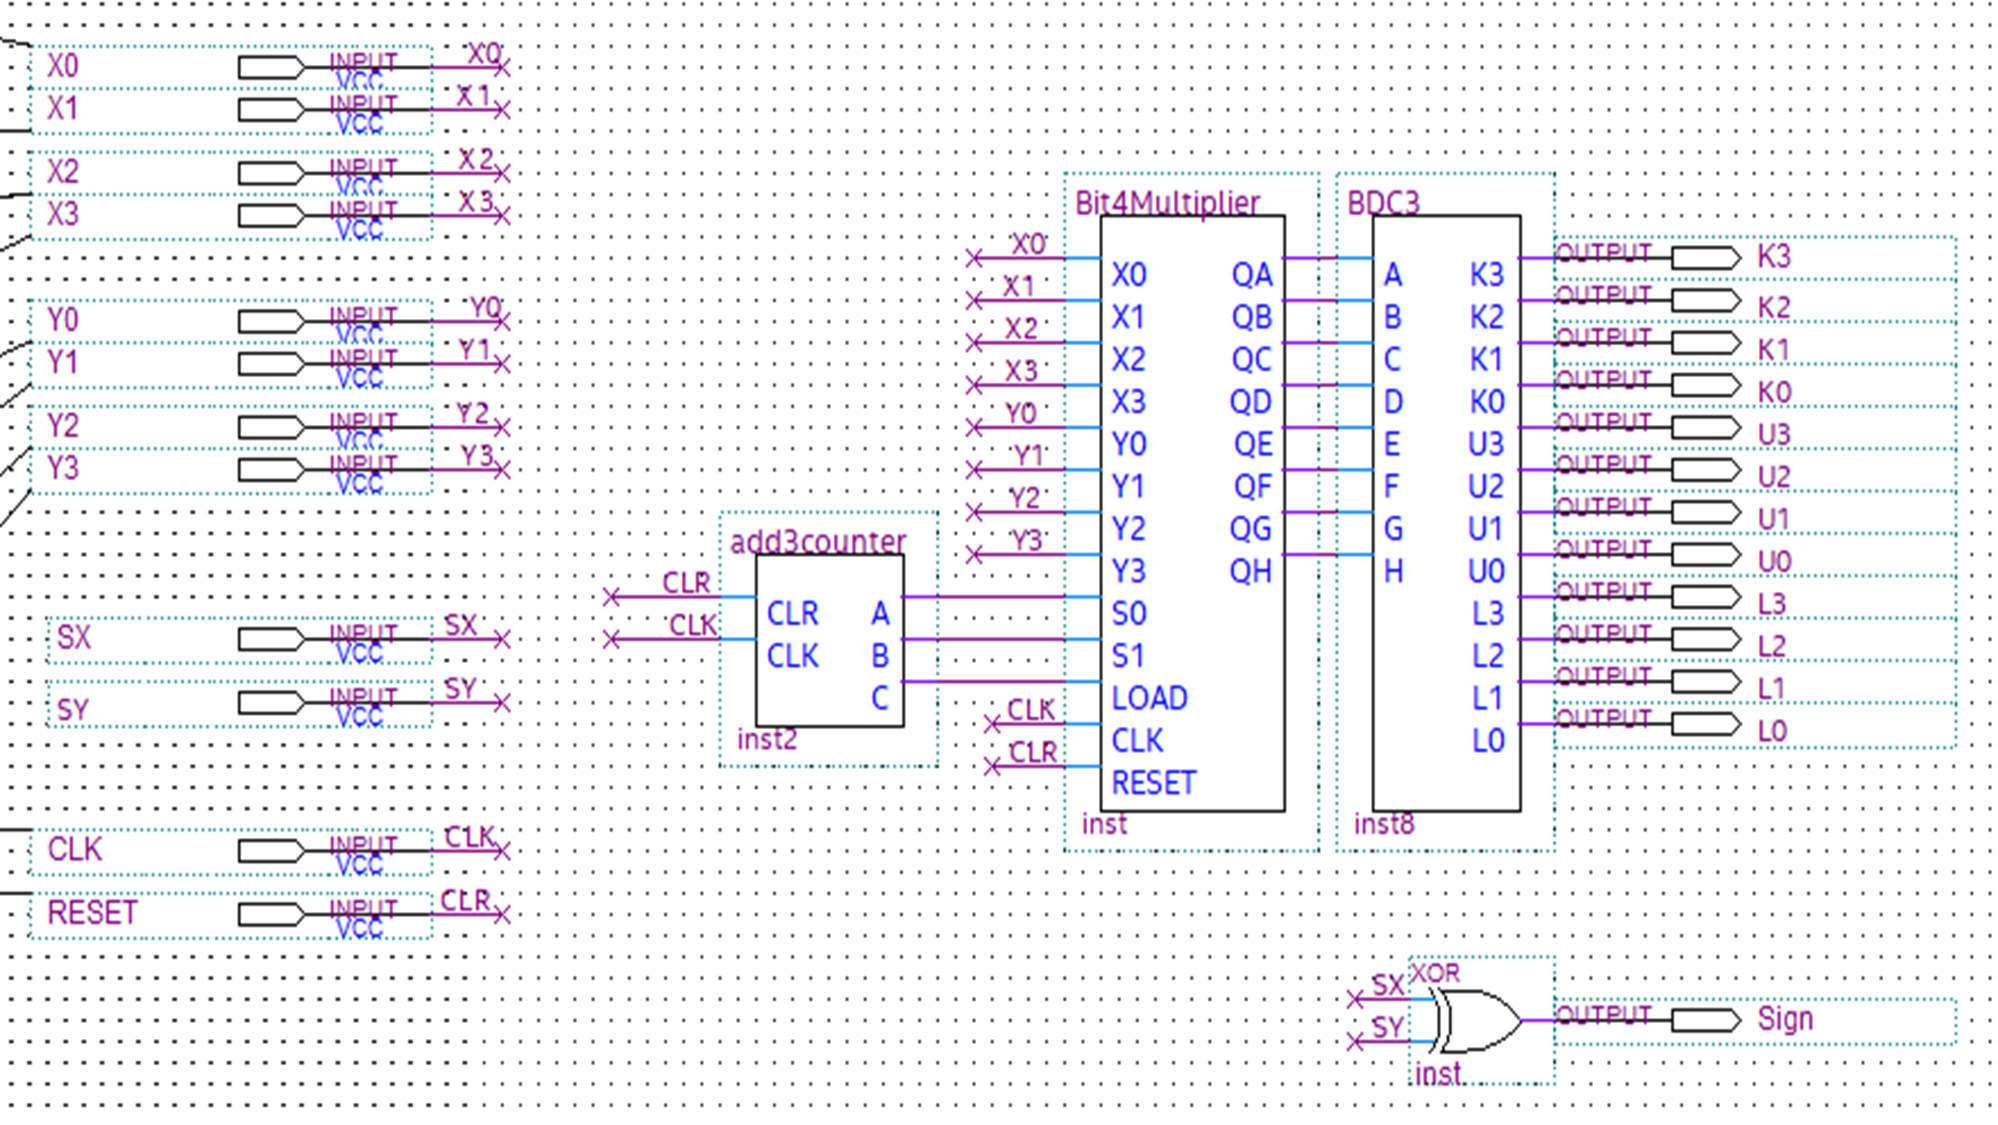 X0 INPUT VCC X0
X1 INPUT VCC X1
X2 INPUT VCC X2
X3 INPUT VCC X3
Y0 INPUT VCC Y0
Y1 INPUT VCC Y1
Y2 INPUT VCC Y2
Y3 INPUT VCC Y3
SX INPUT VCC SX
SY INPUT VCC SY
CLK INPUT VCC CLK
RESET INPUT VCC CLR
add3counter
CLR CLR A
CLK CLK B
C
inst2
Bit4Multiplier
X0 X0 QA
X1 X1 QB
X2 X2 QC
X3 X3 QD
Y0 Y0 QE
Y1 Y1 QF
Y2 Y2 QG
Y3 Y3 QH
S0
S1
LOAD
CLK CLK
CLR RESET
inst
BDC3
A K3 OUTPUT K3
B K2 OUTPUT K2
C K1 OUTPUT K1
D K0 OUTPUT K0
E U3 OUTPUT U3
F U2 OUTPUT U2
G U1 OUTPUT U1
H U0 OUTPUT U0
L3 OUTPUT L3
L2 OUTPUT L2
L1 OUTPUT L1
L0 OUTPUT L0
inst8
XOR
SX
SY
OUTPUT Sign
inst